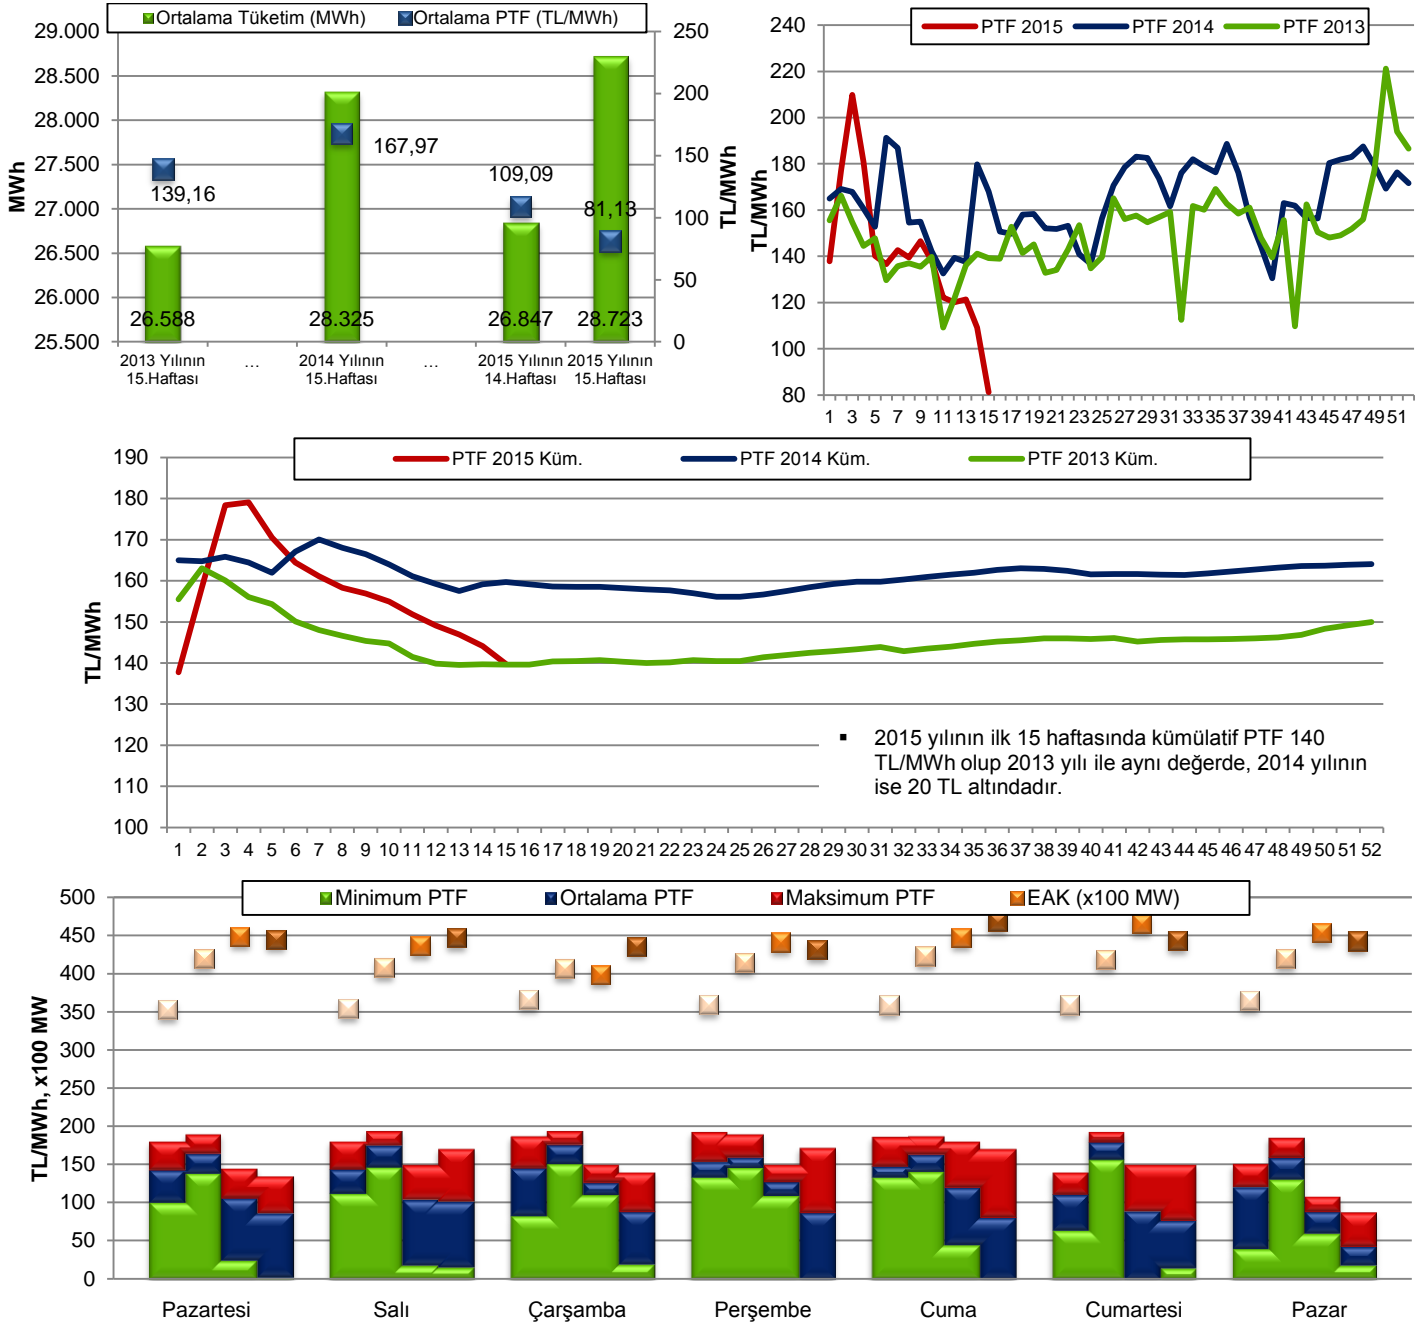 Ortalama Tüketim (MWh) Ortalama PTF (TL/MWh)
29.000
28.500
28.000
27.500
27.000
26.500
26.000
25.500
MWh
250
200
150
100
50
0
TL/MWh
139,16
167,97
109,09
81,13
26.588
28.325
26.847
28.723
2013 Yılının 15.Haftası
...
2014 Yılının 15.Haftası
...
2015 Yılının 14.Haftası
2015 Yılının 15.Haftası
PTF 2015 PTF 2014 PTF 2013
240
220
200
180
160
140
120
100
80
TL/MWh
1 3 5 7 9 11 13 15 17 19 21 23 25 27 29 31 33 35 37 39 41 43 45 47 49 51
PTF 2015 Küm. PTF 2014 Küm. PTF 2013 Küm.
190
180
170
160
150
140
130
120
110
100
TL/MWh
▪ 2015 yılının ilk 15 haftasında kümülatif PTF 140
TL/MWh olup 2013 yılı ile aynı değerde, 2014 yılının
ise 20 TL altındadır.
1 2 3 4 5 6 7 8 9 10 11 12 13 14 15 16 17 18 19 20 21 22 23 24 25 26 27 28 29 30 31 32 33 34 35 36 37 38 39 40 41 42 43 44 45 46 47 48 49 50 51 52
Minimum PTF Ortalama PTF Maksimum PTF EAK (x100 MW)
500
450
400
350
300
250
200
150
100
50
0
TL/MWh, x100 MW
Pazartesi Salı Çarşamba Perşembe Cuma Cumartesi Pazar